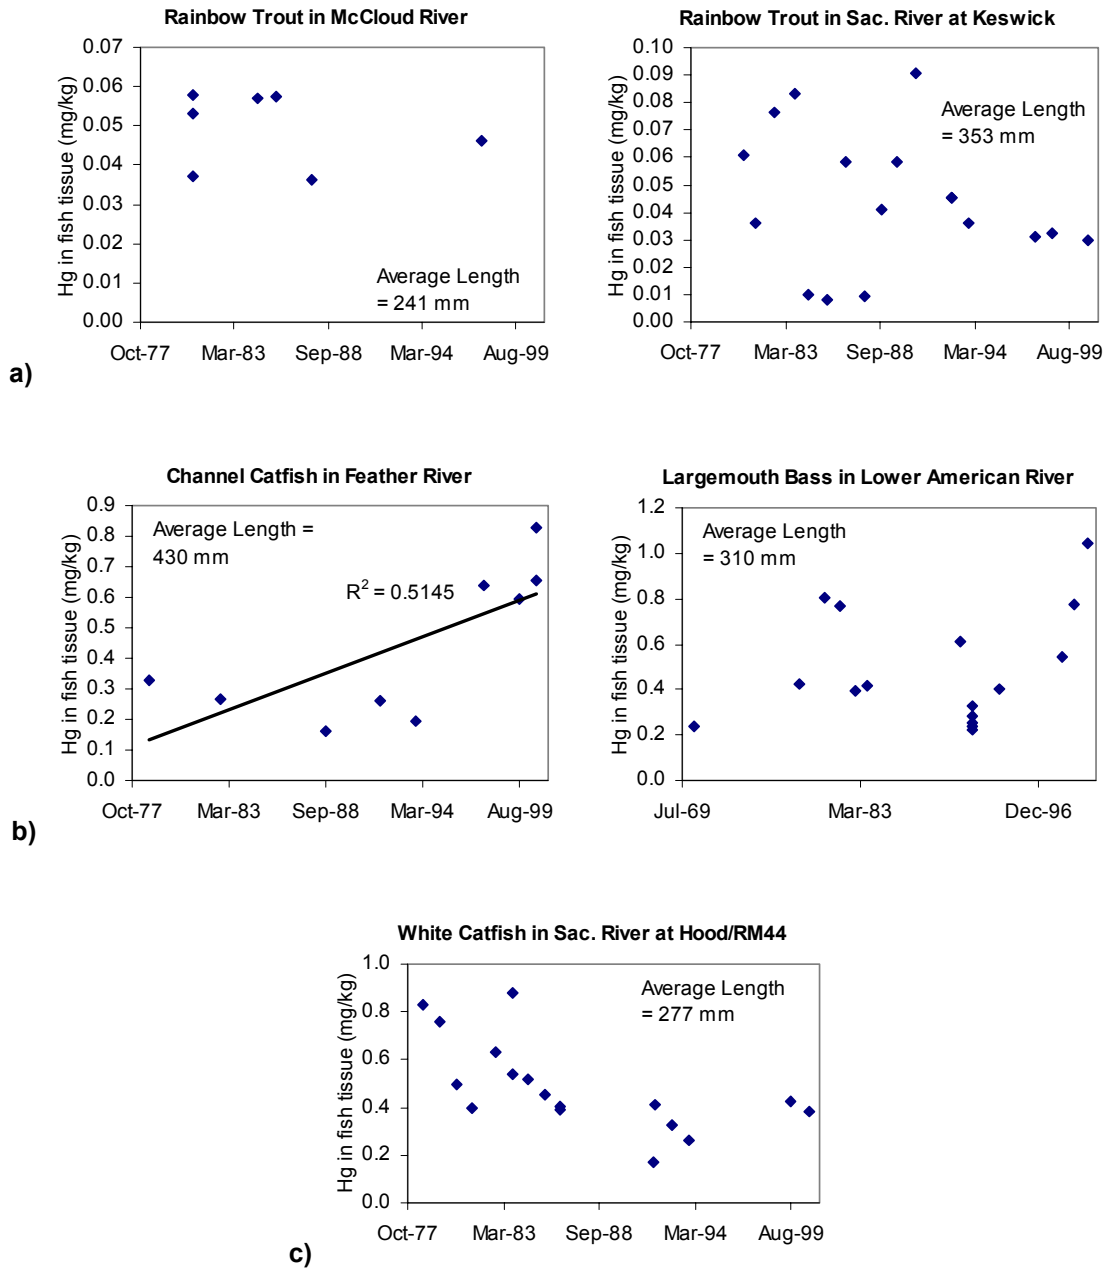 Rainbow Trout in McCloud River
Hg in fish tissue (mg/kg)
0.07
0.06
0.05
0.04
0.03
0.02
0.01
0.00
Average Length
= 241 mm
Oct-77 Mar-83 Sep-88 Mar-94 Aug-99
Rainbow Trout in Sac. River at Keswick
Hg in fish tissue (mg/kg)
0.10
0.09
0.08
0.07
0.06
0.05
0.04
0.03
0.02
0.01
0.00
Average Length
= 353 mm
Oct-77 Mar-83 Sep-88 Mar-94 Aug-99
a)
Channel Catfish in Feather River
Hg in fish tissue (mg/kg)
0.9
0.8
0.7
0.6
0.5
0.4
0.3
0.2
0.1
0.0
Average Length =
430 mm
R² = 0.5145
Oct-77 Mar-83 Sep-88 Mar-94 Aug-99
Largemouth Bass in Lower American River
Hg in fish tissue (mg/kg)
1.2
1.0
0.8
0.6
0.4
0.2
0.0
Average Length
= 310 mm
Jul-69 Mar-83 Dec-96
b)
White Catfish in Sac. River at Hood/RM44
Hg in fish tissue (mg/kg)
1.0
0.8
0.6
0.4
0.2
0.0
Average Length
= 277 mm
Oct-77 Mar-83 Sep-88 Mar-94 Aug-99
c)